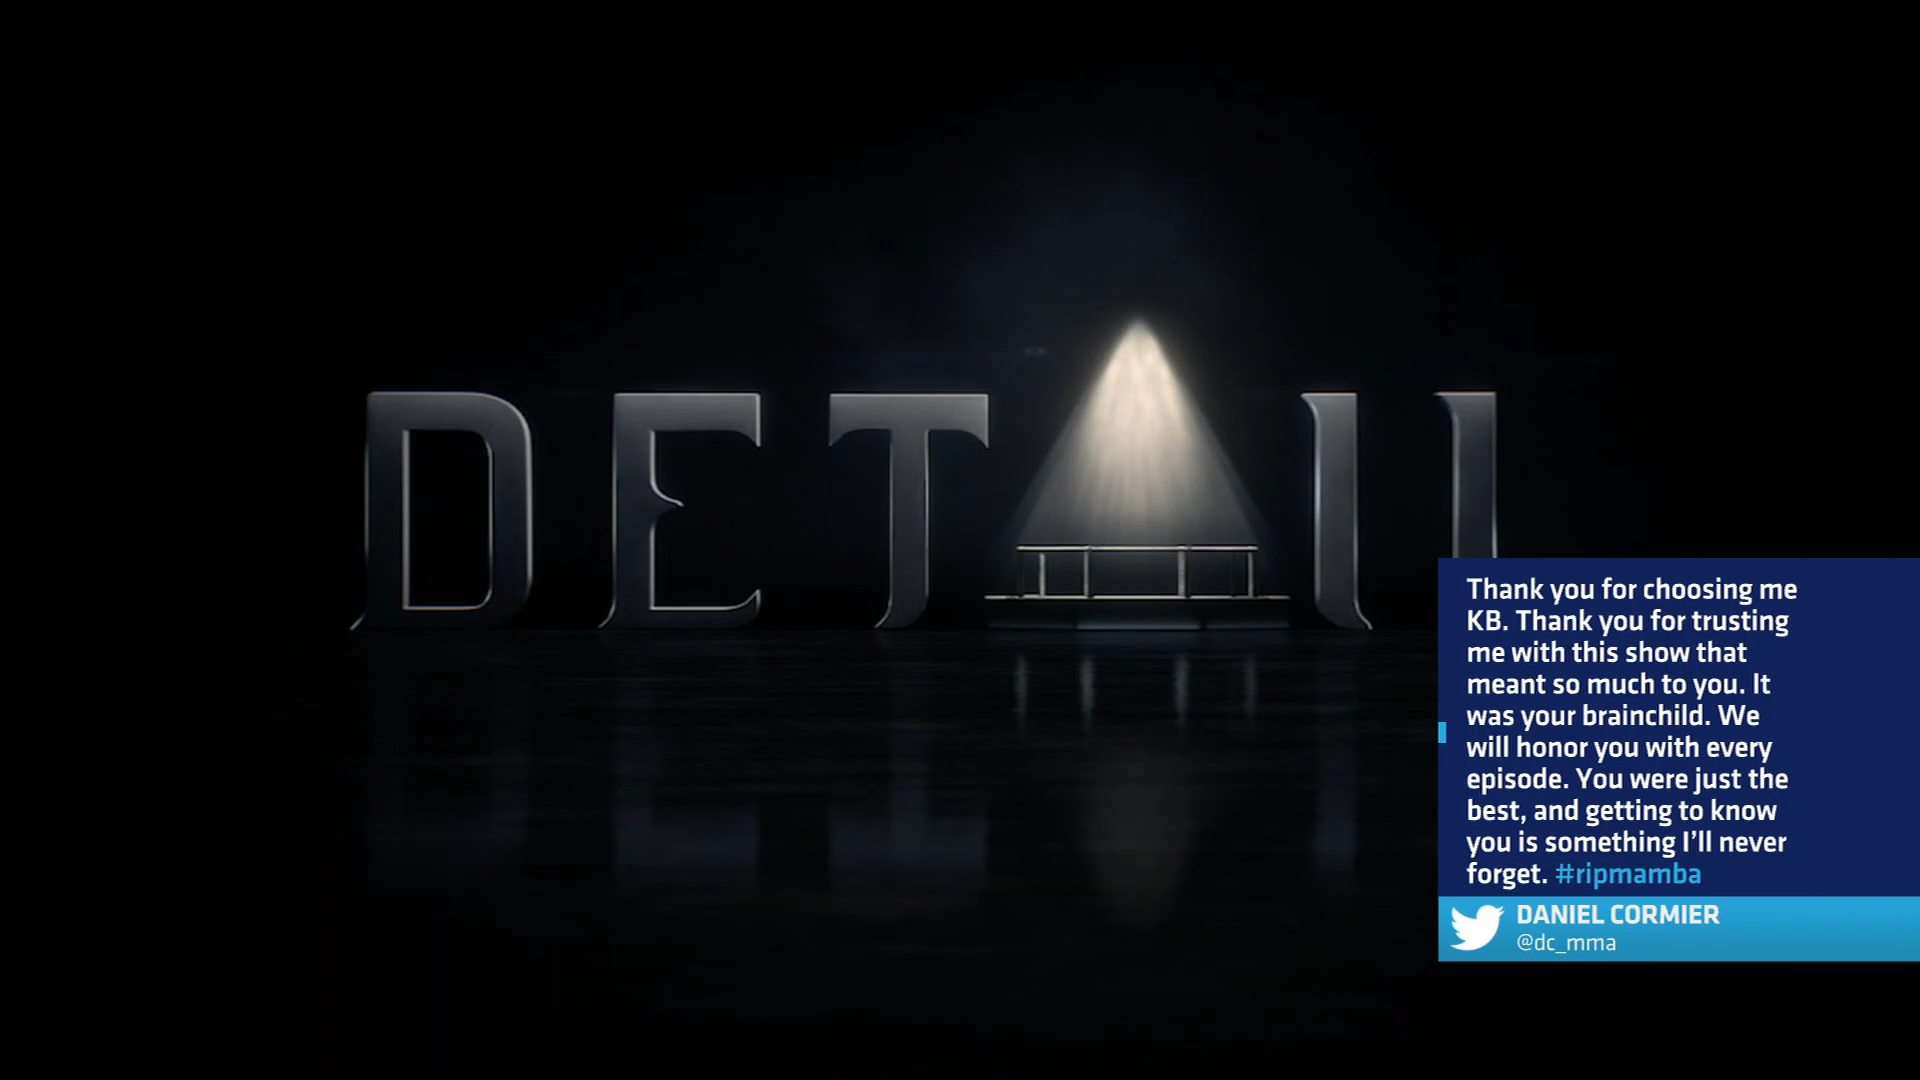 DETAIL
Thank you for choosing me
KB. Thank you for trusting
me with this show that
meant so much to you. It
was your brainchild. We
will honor you with every
episode. You were just the
best, and getting to know
you is something I'll never
forget. #ripmamba
DANIEL CORMIER
@dc_mma